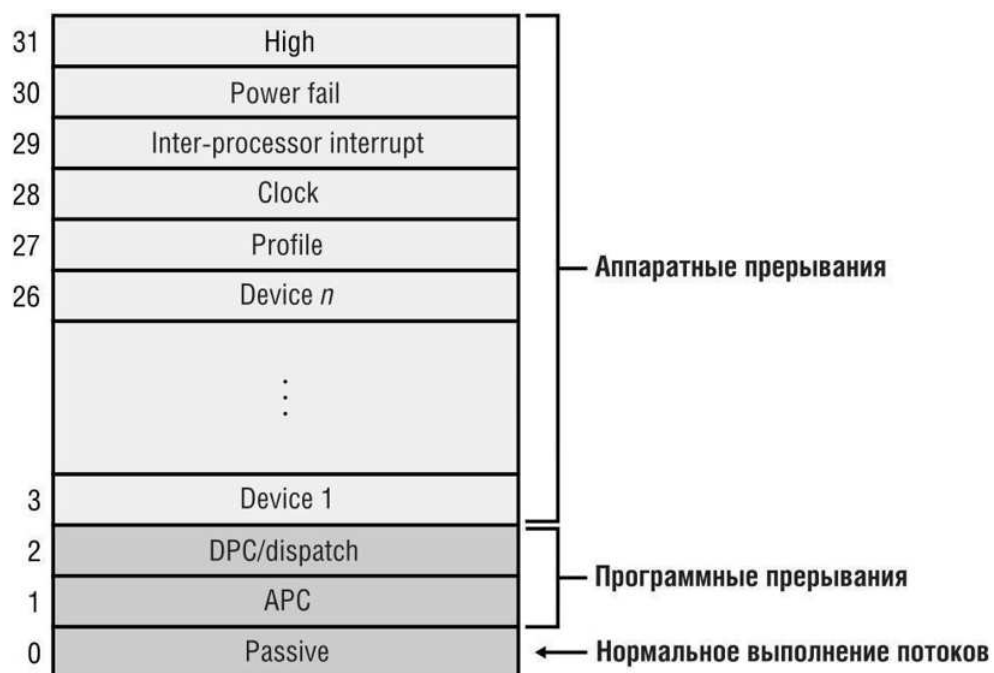 31 High
30 Power fail
29 Inter-processor interrupt
28 Clock
27 Profile
Аппаратные прерывания
26 Device n
⋮
3 Device 1
2 DPC/dispatch
Программные прерывания
1 APC
0 Passive Нормальное выполнение потоков